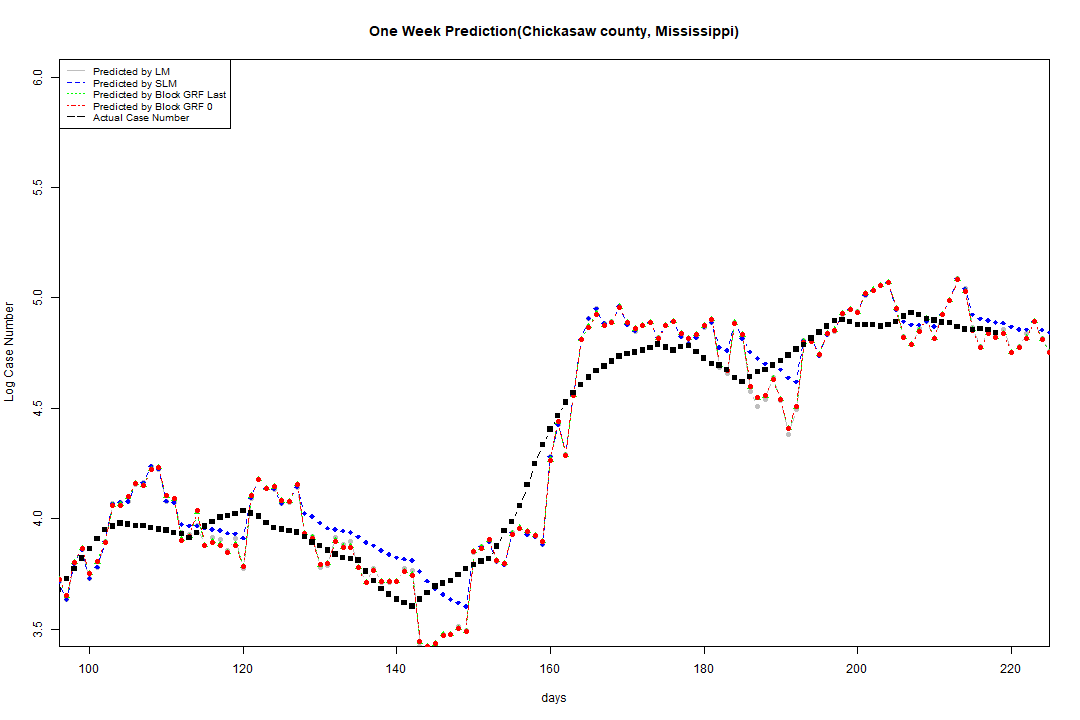 One Week Prediction(Chickasaw county, Mississippi)
Predicted by LM
Predicted by SLM
Predicted by Block GRF Last
Predicted by Block GRF 0
Actual Case Number
6.0
5.5
5.0
4.5
4.0
3.5
Log Case Number
100 120 140 160 180 200 220
days